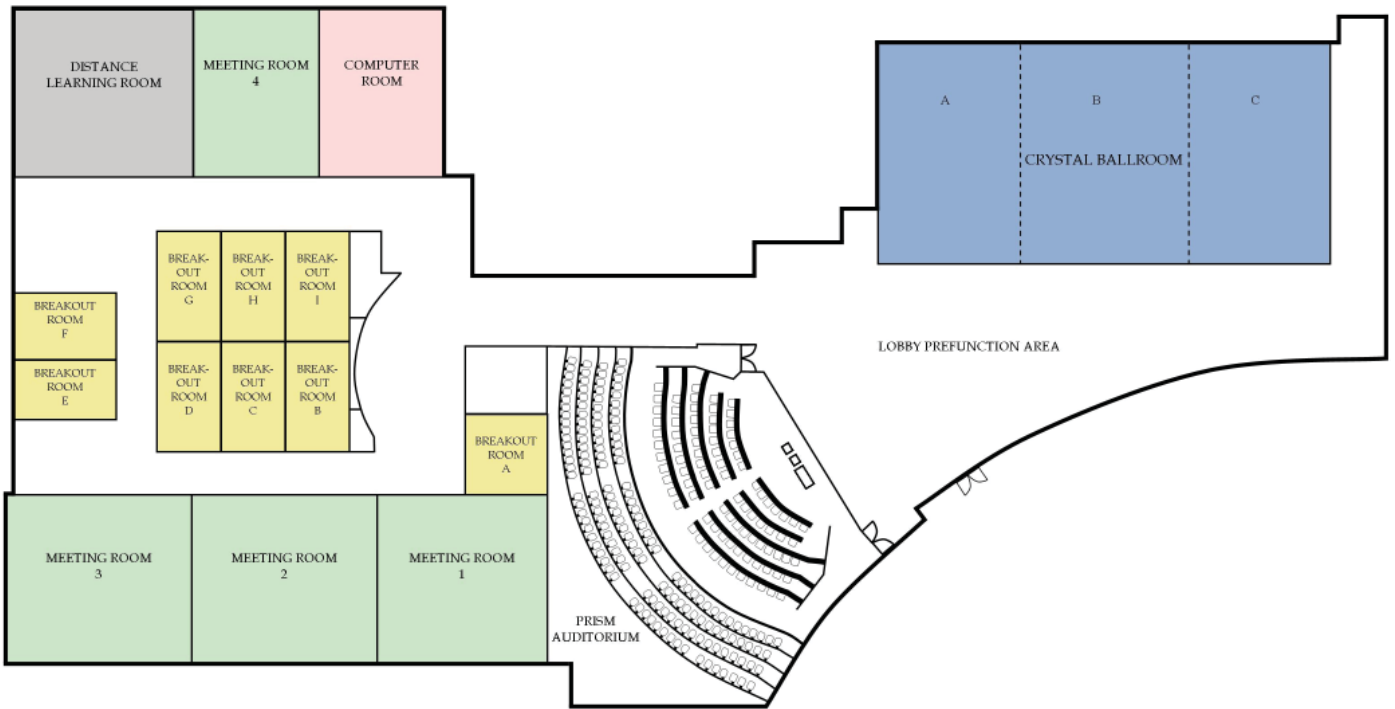 DISTANCE
LEARNING ROOM
MEETING ROOM
4
COMPUTER
ROOM
A
B
C
CRYSTAL BALLROOM
BREAK-
OUT
ROOM
G
BREAK-
OUT
ROOM
H
BREAK-
OUT
ROOM
I
BREAKOUT
ROOM
F
BREAKOUT
ROOM
E
BREAK-
OUT
ROOM
D
BREAK-
OUT
ROOM
C
BREAK-
OUT
ROOM
B
LOBBY PREFUNCTION AREA
BREAKOUT
ROOM
A
MEETING ROOM
3
MEETING ROOM
2
MEETING ROOM
1
PRISM
AUDITORIUM